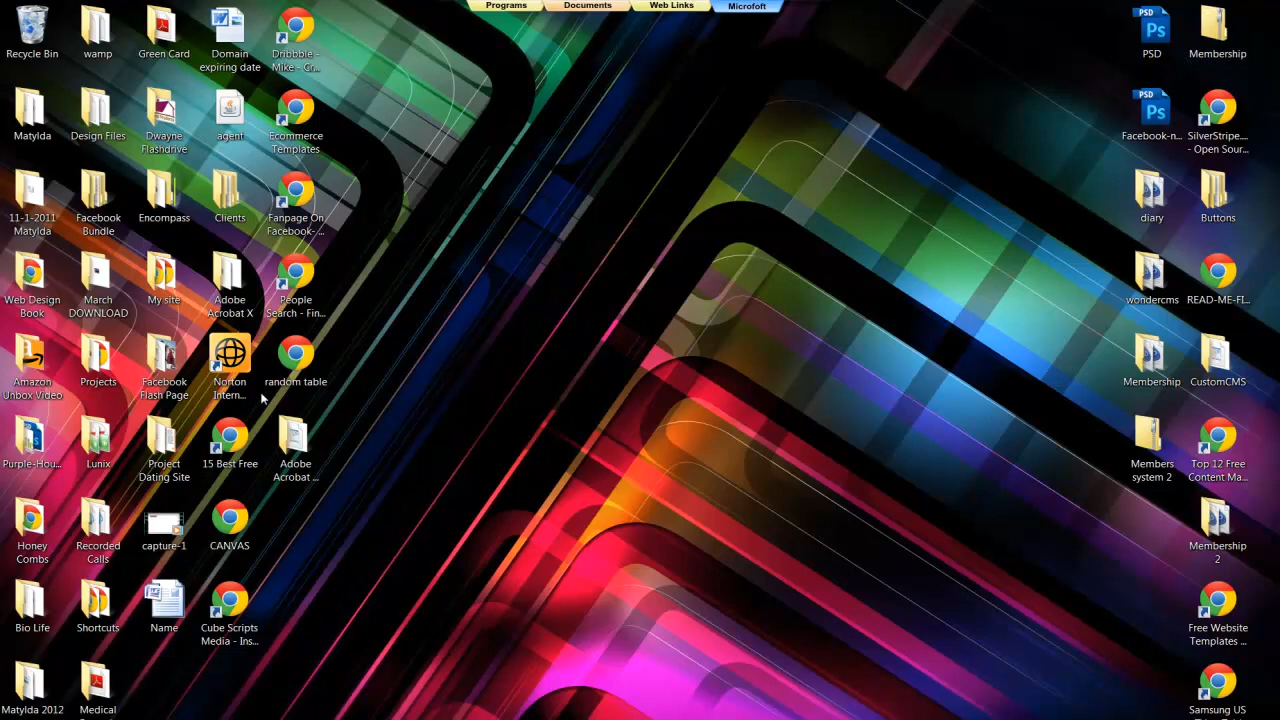 Programs
Documents
Web Links
Microfoft
Recycle Bin
wamp
Green Card
Domain
expiring date
Dribbble -
Mike - Cr...
PSD
PSD
Membership
Matylda
Design Files
Dwayne
Flashdrive
agent
Ecommerce
Templates
PSD
Facebook-n...
SilverStripe....
- Open Sour...
11-1-2011
Matylda
Facebook
Bundle
Encompass
Clients
Fanpage On
Facebook-...
diary
Buttons
Web Design
Book
March
DOWNLOAD
My site
Adobe
Acrobat X
People
Search - Fin...
wondercms
READ-ME-FI...
Amazon
Unbox Video
Projects
Facebook
Flash Page
Norton
Intern...
random table
Membership
CustomCMS
Purple-Hou...
Lunix
Project
Dating Site
15 Best Free
Adobe
Acrobat ...
Members
system 2
Top 12 Free
Content Ma...
Honey
Combs
Recorded
Calls
capture-1
CANVAS
Membership
2
Bio Life
Shortcuts
Name
Cube Scripts
Media - Ins...
Free Website
Templates ...
Matylda 2012
Medical
Samsung US